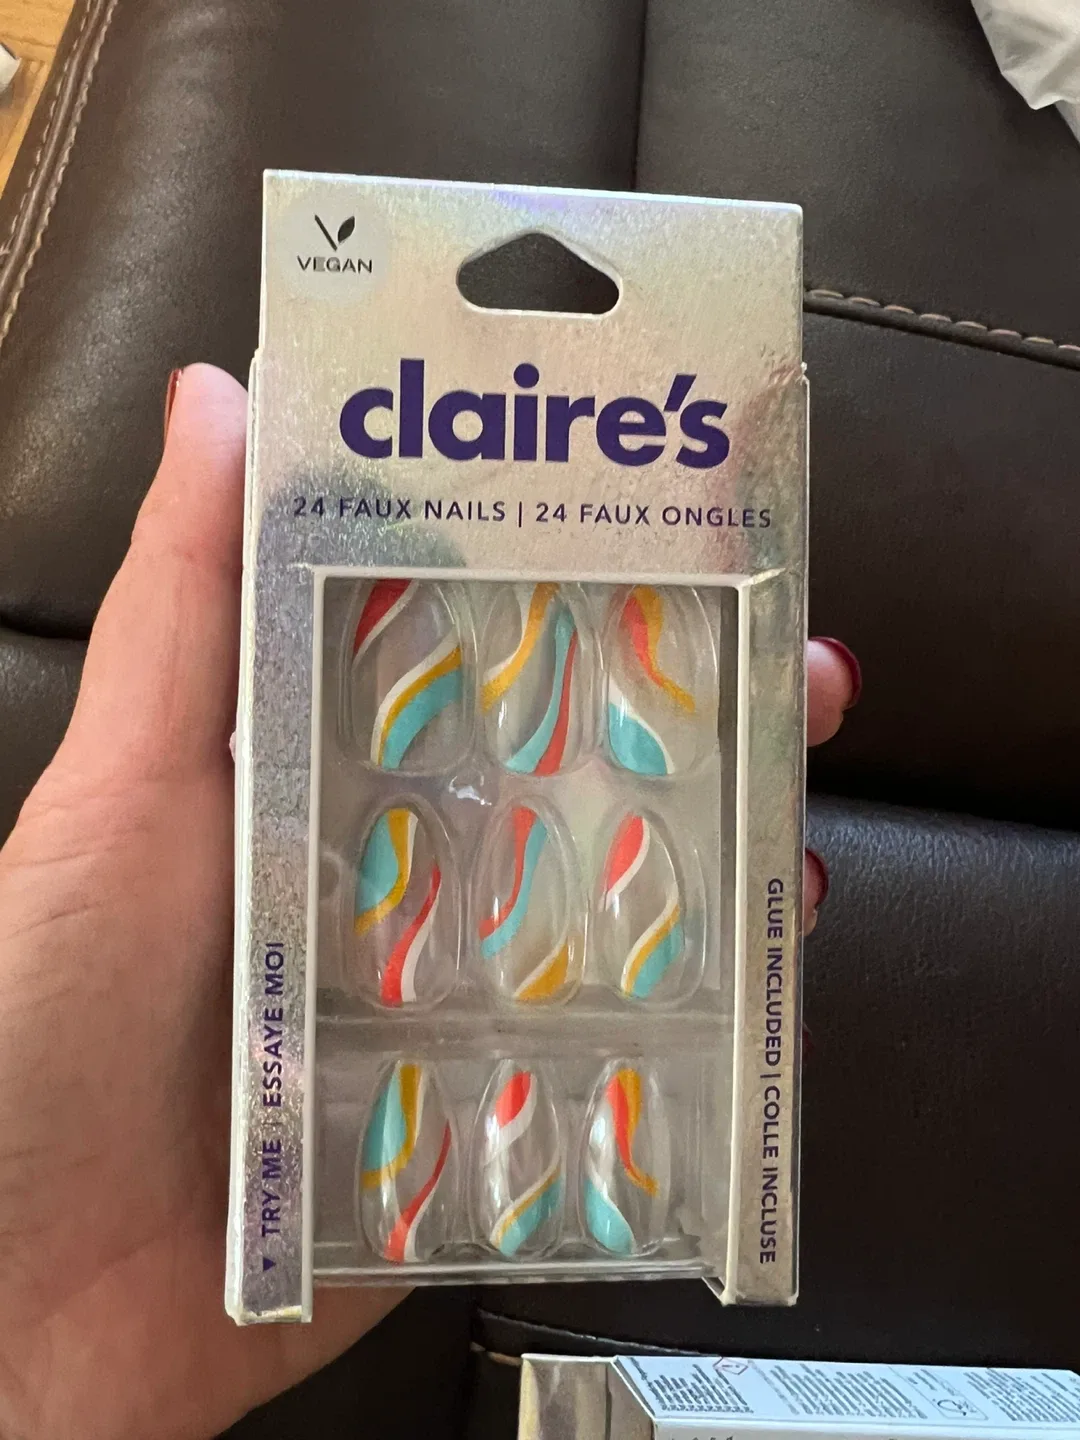 VEGAN
claire's
24 FAUX NAILS | 24 FAUX ONGLES
▼ TRY ME | ESSAYE MOI
GLUE INCLUDED | COLLE INCLUSE